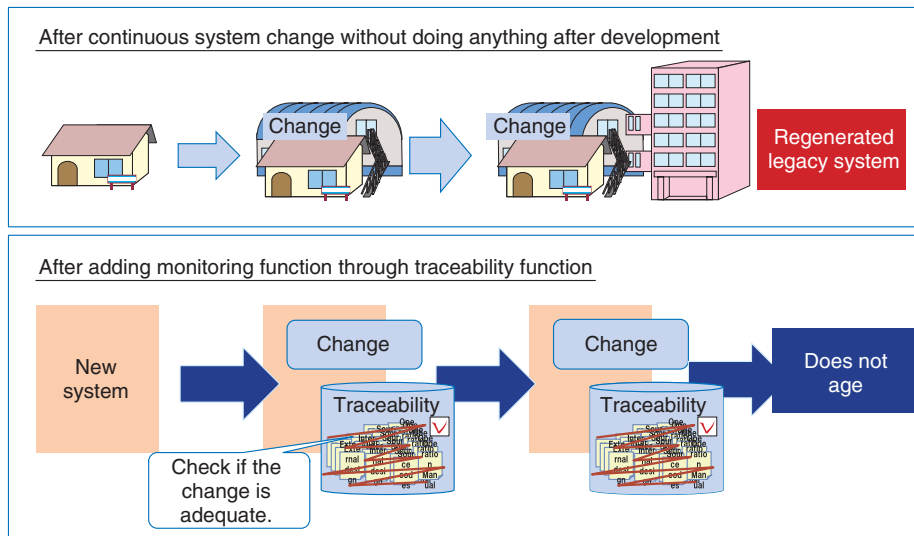 After continuous system change without doing anything after development
Change
Change
Regenerated
legacy system
After adding monitoring function through traceability function
New
system
Change
Traceability
Check if the
change is
adequate.
Change
Traceability
Does not
age